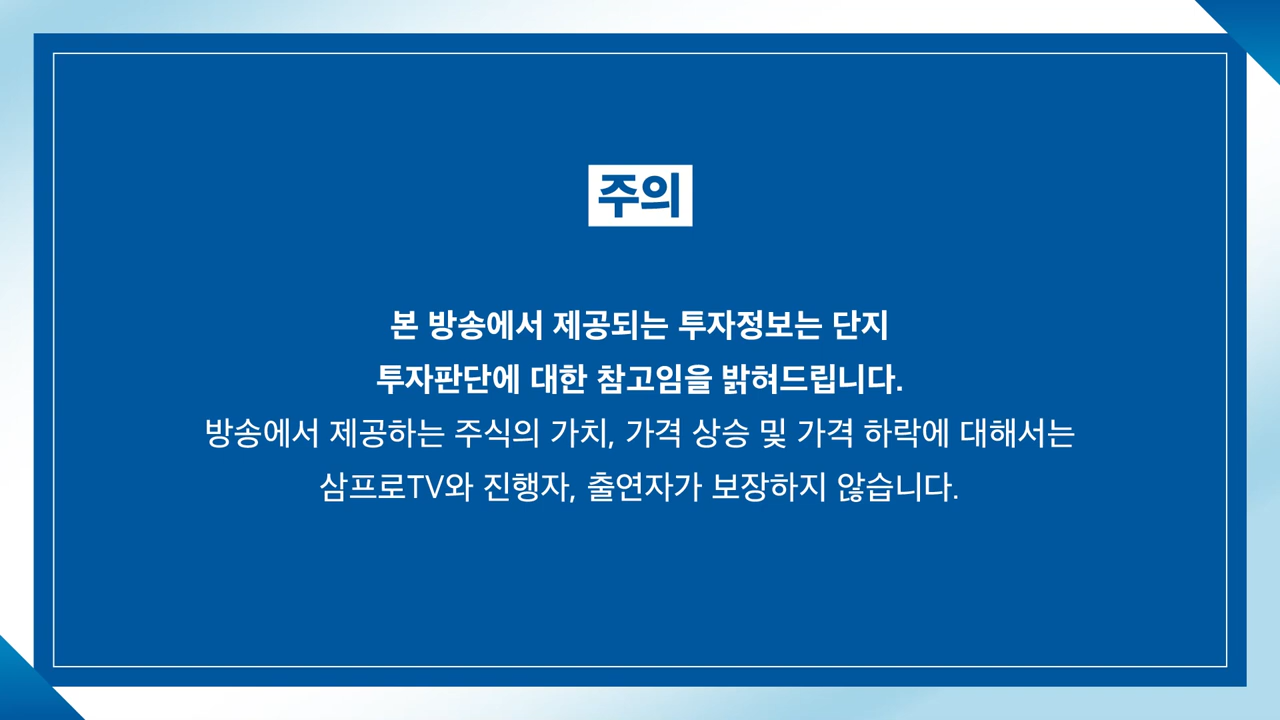 주의
본 방송에서 제공되는 투자정보는 단지
투자판단에 대한 참고임을 밝혀드립니다.
방송에서 제공하는 주식의 가치, 가격 상승 및 가격 하락에 대해서는
삼프로TV와 진행자, 출연자가 보장하지 않습니다.